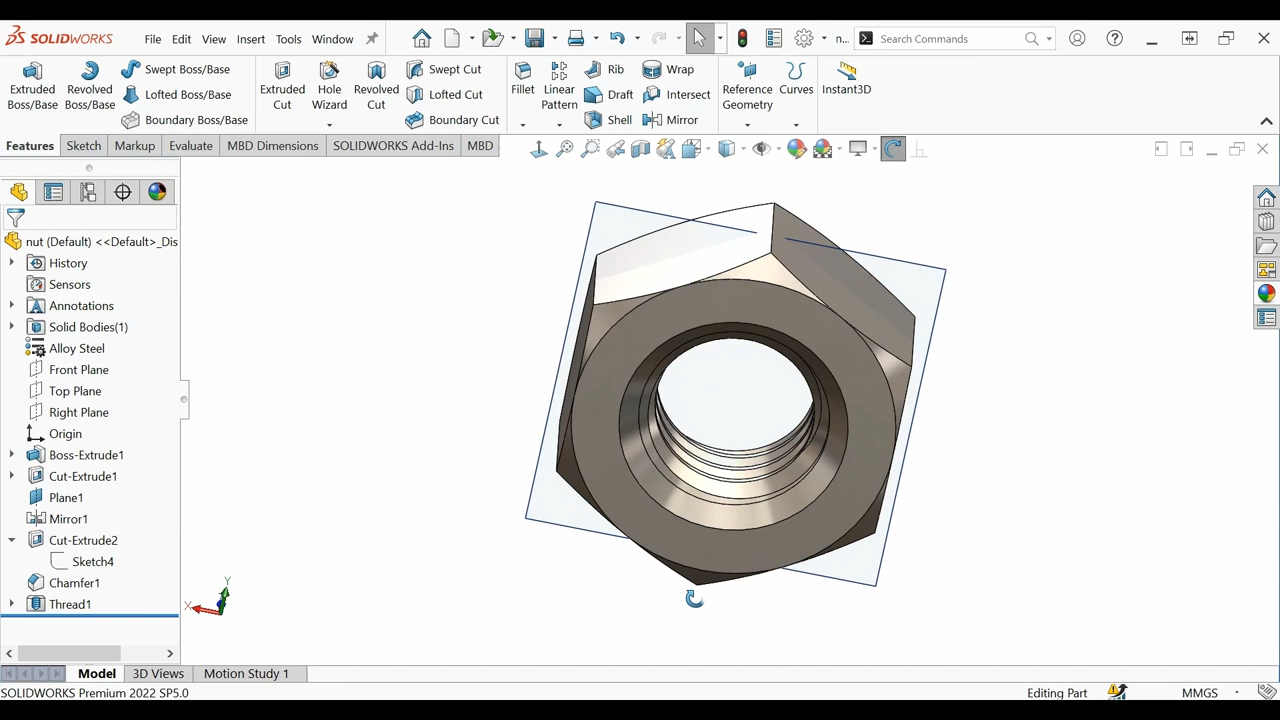 SOLIDWORKS File Edit View Insert Tools Window n... Search Commands
Extruded Boss/Base
Revolved Boss/Base
Swept Boss/Base
Lofted Boss/Base
Boundary Boss/Base
Extruded Cut
Hole Wizard
Revolved Cut
Swept Cut
Lofted Cut
Boundary Cut
Fillet
Linear Pattern
Rib
Draft
Shell
Wrap
Intersect
Mirror
Reference Geometry
Curves
Instant3D
Features Sketch Markup Evaluate MBD Dimensions SOLIDWORKS Add-Ins MBD
nut (Default) <<Default>_Dis
History
Sensors
Annotations
Solid Bodies(1)
Alloy Steel
Front Plane
Top Plane
Right Plane
Origin
Boss-Extrude1
Cut-Extrude1
Plane1
Mirror1
Cut-Extrude2
Sketch4
Chamfer1
Thread1
Y
X
Model 3D Views Motion Study 1
SOLIDWORKS Premium 2022 SP5.0 Editing Part MMGS